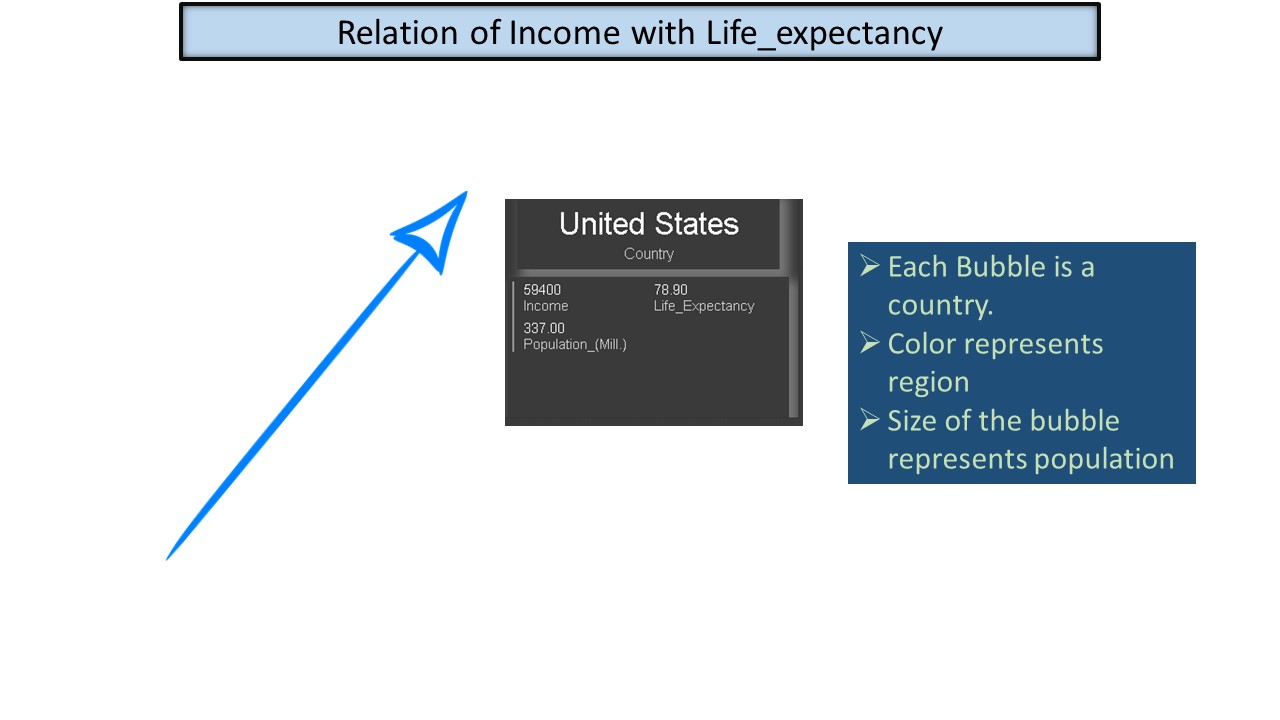 Relation of Income with Life_expectancy
United States
Country
59400 78.90
Income Life_Expectancy
337.00
Population_(Mill.)
➢ Each Bubble is a
country.
➢ Color represents
region
➢ Size of the bubble
represents population